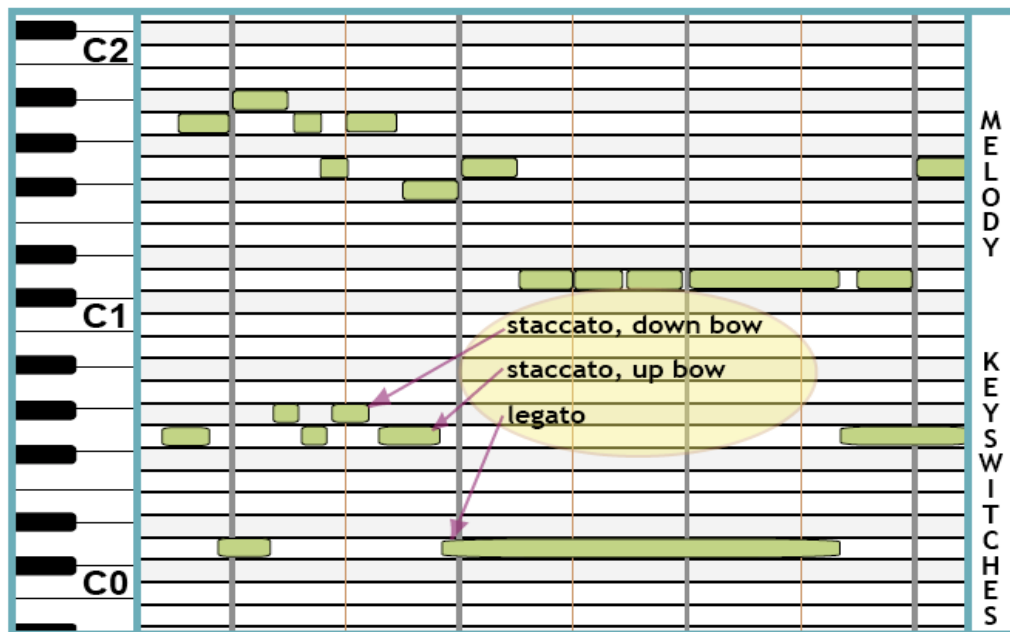 C2
MELODY
C1
staccato, down bow
staccato, up bow
legato
KEYSWITCHES
C0